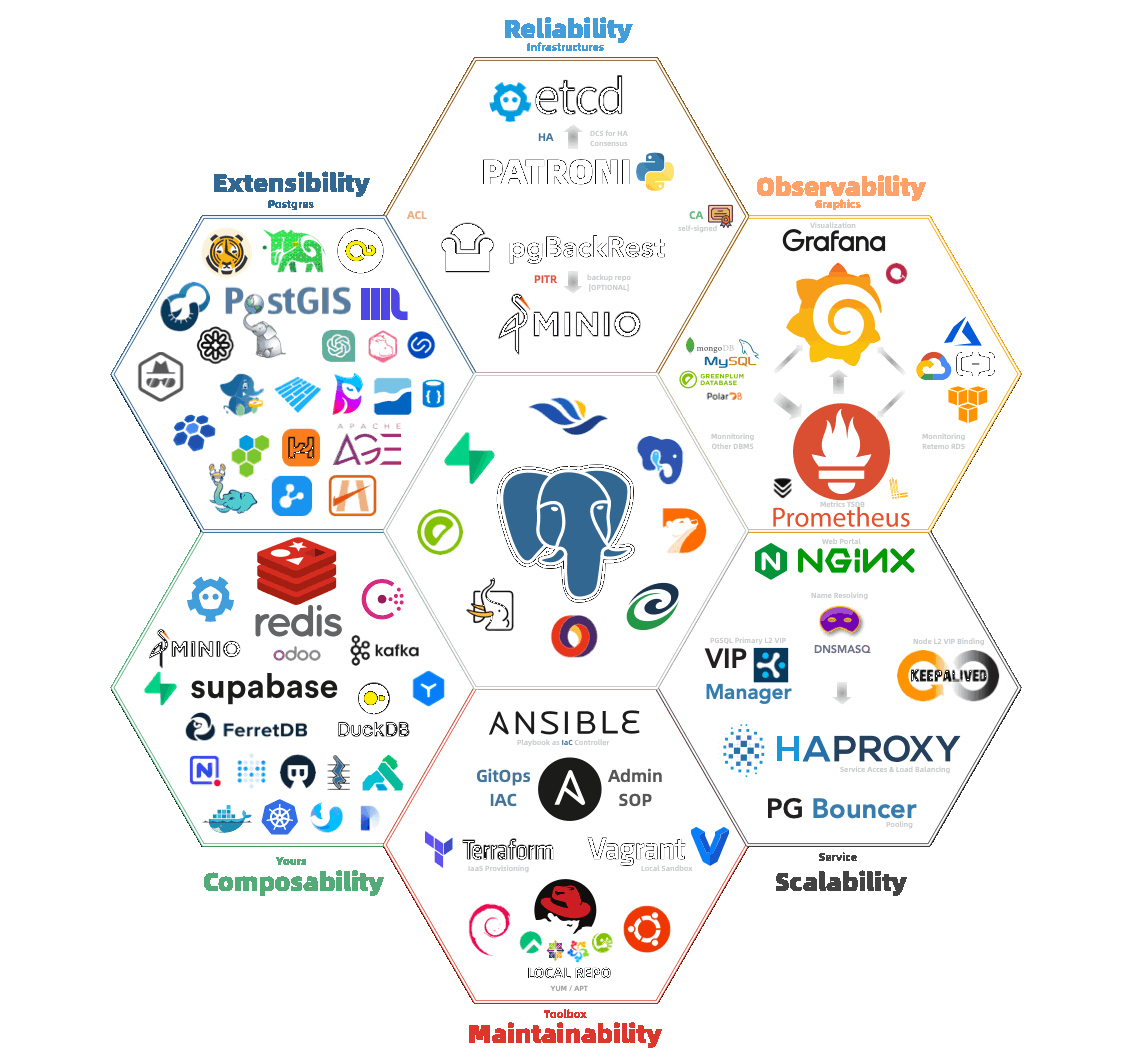 Reliability
Infrastructures
etcd
HA
DCS for HA
Consensus
PATRONI
ACL
CA
self-signed
pgBackRest
PITR
backup repo
[OPTIONAL]
MINIO
Extensibility
Postgres
PostGIS
ML
APACHE
AGE
Observability
Graphics
Visualization
Grafana
mongoDB
MySQL
GREENPLUM
DATABASE
PolarDB
Monnitoring
Other DBMS
Monnitoring
Retemo RDS
Metrics TSDB
Prometheus
redis
MINIO
odoo
kafka
supabase
FerretDB
DuckDB
N
Yours
Composability
Web Portal
N
NGINX
Name Resolving
DNSMASQ
PGSQL Primary L2 VIP
VIP
Manager
Node L2 VIP Binding
KEEPALIVED
HAPROXY
Service Acces & Load Balancing
PG Bouncer
Pooling
Service
Scalability
ANSIBLE
Playbook as IaC Controller
GitOps
IAC
A
Admin
SOP
Terraform
IaaS Provisioning
Vagrant
Local Sandbox
LOCAL REPO
YUM / APT
Toolbox
Maintainability